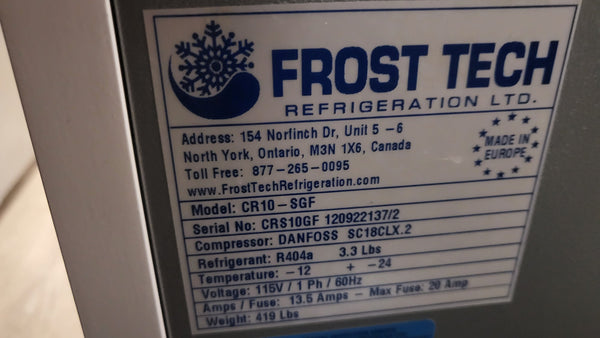 FROST TECH
REFRIGERATION LTD.
Address: 154 Norfinch Dr, Unit 5 -6
North York, Ontario, M3N 1X6, Canada
Toll Free: 877-265-0095
www.FrostTechRefrigeration.com
MADE IN
EUROPE
Model: CR10-SGF
Serial No: CRS10GF 120922137/2
Compressor: DANFOSS SC18CLX.2
Refrigerant: R404a 3.3 Lbs
Temperature: -12 + -24
Voltage: 115V / 1 Ph / 60Hz
Amps / Fuse: 13.5 Amps - Max Fuse: 20 Amp
Weight: 419 Lbs